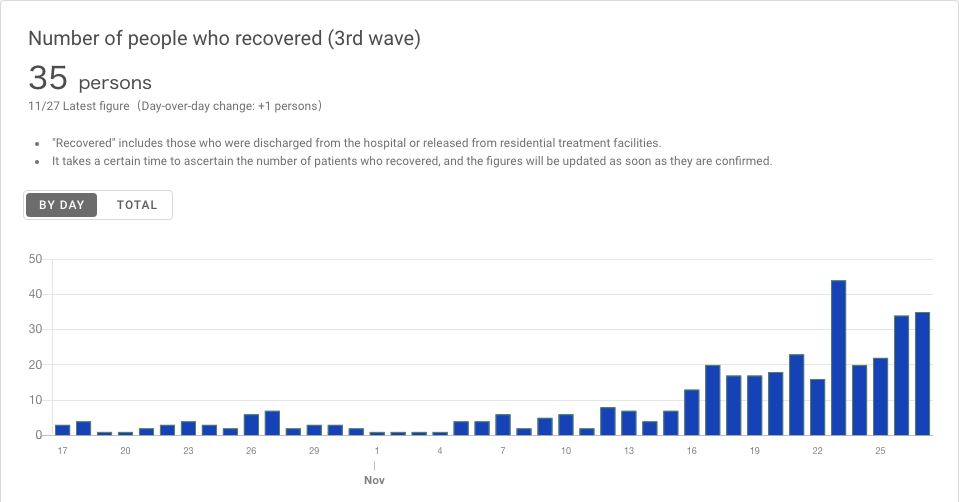 Number of people who recovered (3rd wave)
35 persons
11/27 Latest figure (Day-over-day change: +1 persons)
• "Recovered" includes those who were discharged from the hospital or released from residential treatment facilities.
• It takes a certain time to ascertain the number of patients who recovered, and the figures will be updated as soon as they are confirmed.
BY DAY TOTAL
50
40
30
20
10
0
17 20 23 26 29 1 4 7 10 13 16 19 22 25
Nov